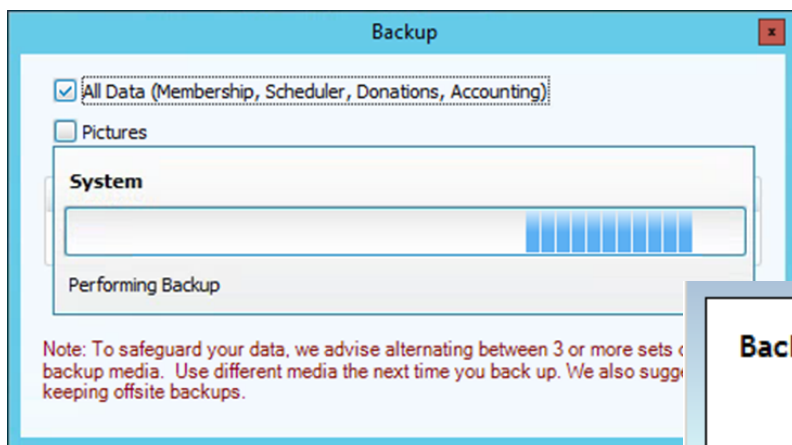 Backup
x
All Data (Membership, Scheduler, Donations, Accounting)
Pictures
System
Performing Backup
Note: To safeguard your data, we advise alternating between 3 or more sets
backup media. Use different media the next time you back up. We also
keeping offsite backups.